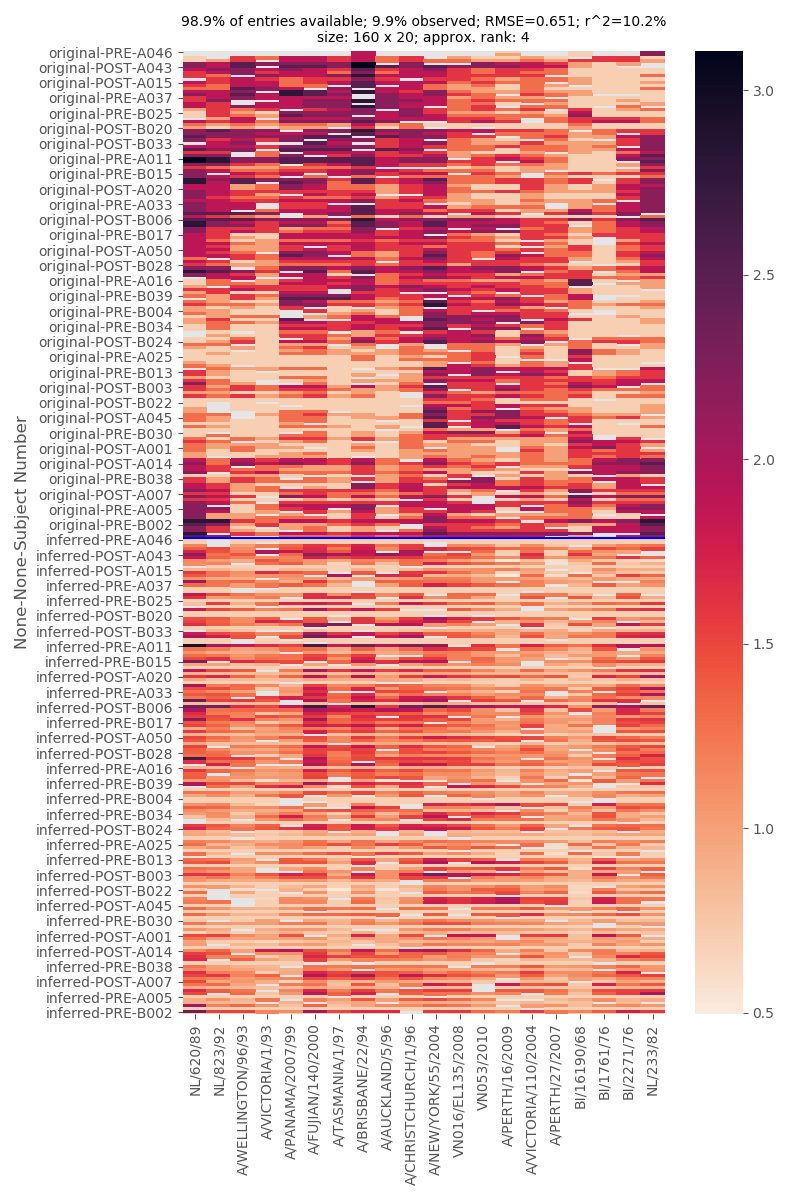 98.9% of entries available; 9.9% observed; RMSE=0.651; r^2=10.2%
size: 160 x 20; approx. rank: 4
None-None-Subject Number
original-PRE-A046
original-POST-A043
original-POST-A015
original-PRE-A037
original-PRE-B025
original-POST-B020
original-POST-B033
original-PRE-A011
original-PRE-B015
original-POST-A020
original-PRE-A033
original-POST-B006
original-PRE-B017
original-POST-A050
original-POST-B028
original-PRE-A016
original-PRE-B039
original-PRE-B004
original-PRE-B034
original-POST-B024
original-PRE-A025
original-PRE-B013
original-POST-B003
original-POST-B022
original-POST-A045
original-PRE-B030
original-POST-A001
original-POST-A014
original-PRE-B038
original-POST-A007
original-PRE-A005
original-PRE-B002
inferred-PRE-A046
inferred-POST-A043
inferred-POST-A015
inferred-PRE-A037
inferred-PRE-B025
inferred-POST-B020
inferred-POST-B033
inferred-PRE-A011
inferred-PRE-B015
inferred-POST-A020
inferred-PRE-A033
inferred-POST-B006
inferred-PRE-B017
inferred-POST-A050
inferred-POST-B028
inferred-PRE-A016
inferred-PRE-B039
inferred-PRE-B004
inferred-PRE-B034
inferred-POST-B024
inferred-PRE-A025
inferred-PRE-B013
inferred-POST-B003
inferred-POST-B022
inferred-POST-A045
inferred-PRE-B030
inferred-POST-A001
inferred-POST-A014
inferred-PRE-B038
inferred-POST-A007
inferred-PRE-A005
inferred-PRE-B002
NL/620/89
NL/823/92
A/WELLINGTON/96/93
A/VICTORIA/1/93
A/PANAMA/2007/99
A/FUJIAN/140/2000
A/TASMANIA/1/97
A/BRISBANE/22/94
A/AUCKLAND/5/96
A/CHRISTCHURCH/1/96
A/NEW/YORK/55/2004
VN016/EL135/2008
VN053/2010
A/PERTH/16/2009
A/VICTORIA/110/2004
A/PERTH/27/2007
BI/16190/68
BI/1761/76
BI/2271/76
NL/233/82
3.0
2.5
2.0
1.5
1.0
0.5